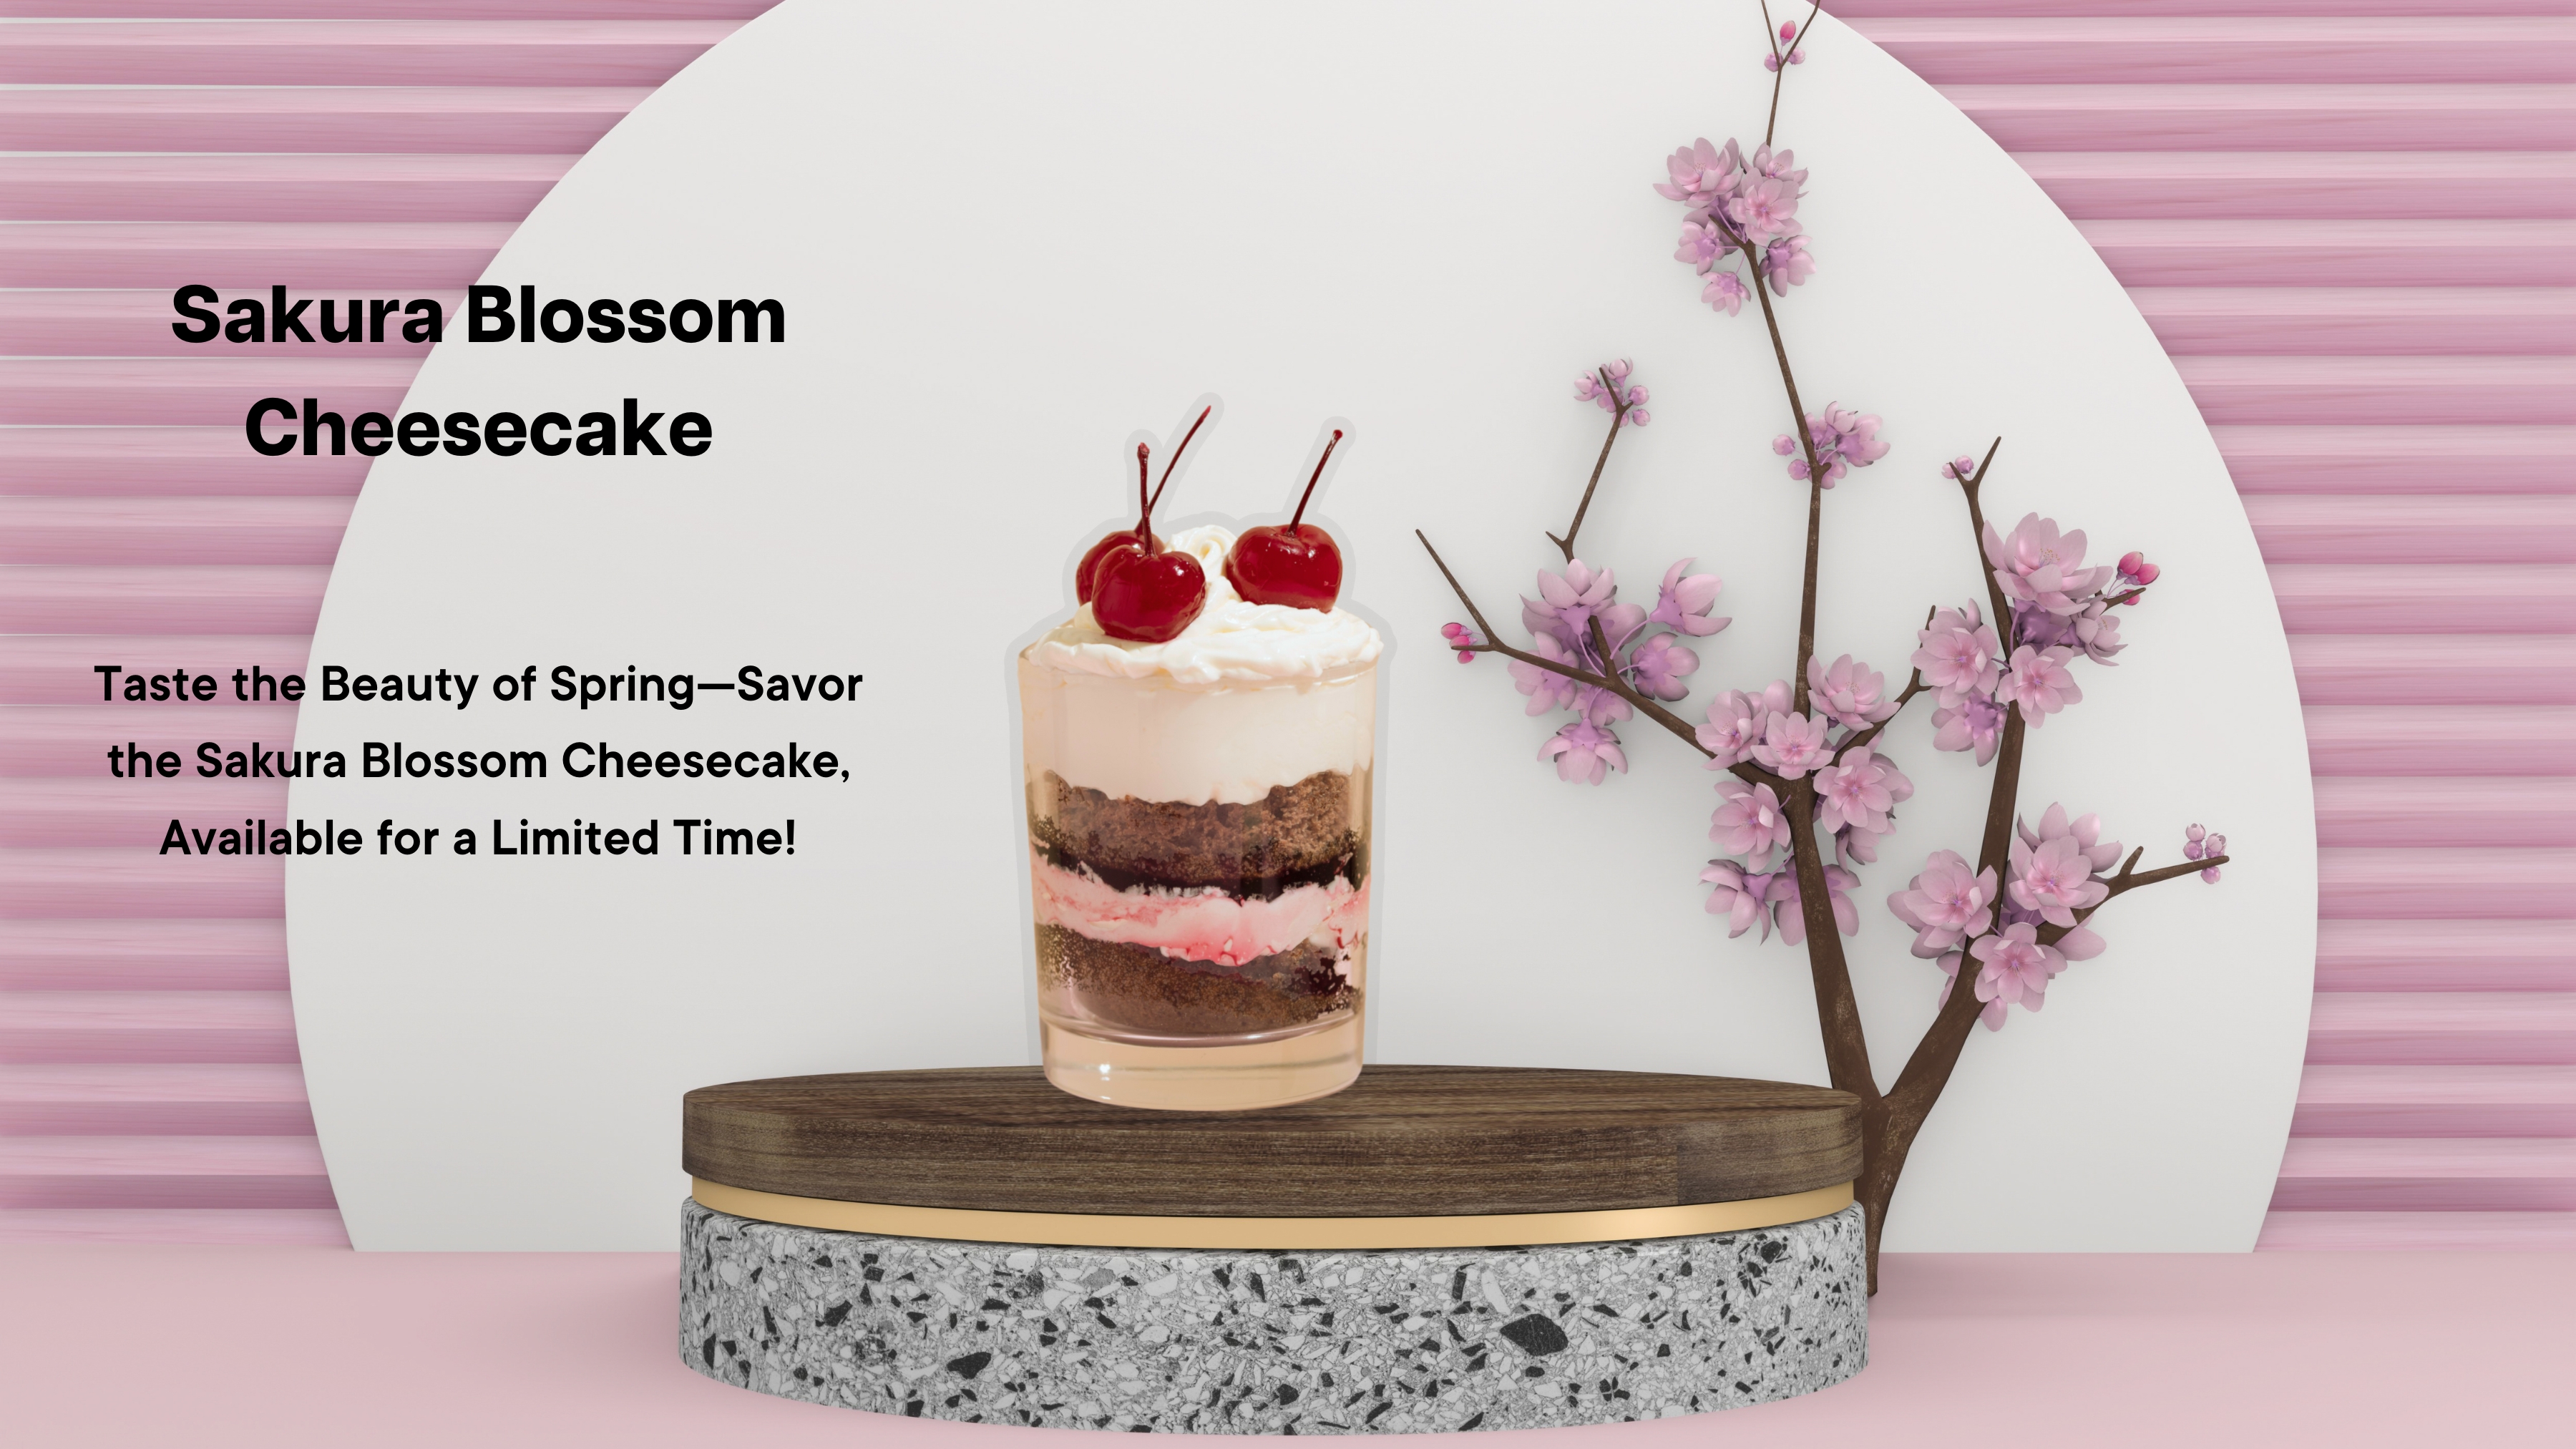 Sakura Blossom
Cheesecake
Taste the Beauty of Spring—Savor
the Sakura Blossom Cheesecake,
Available for a Limited Time!